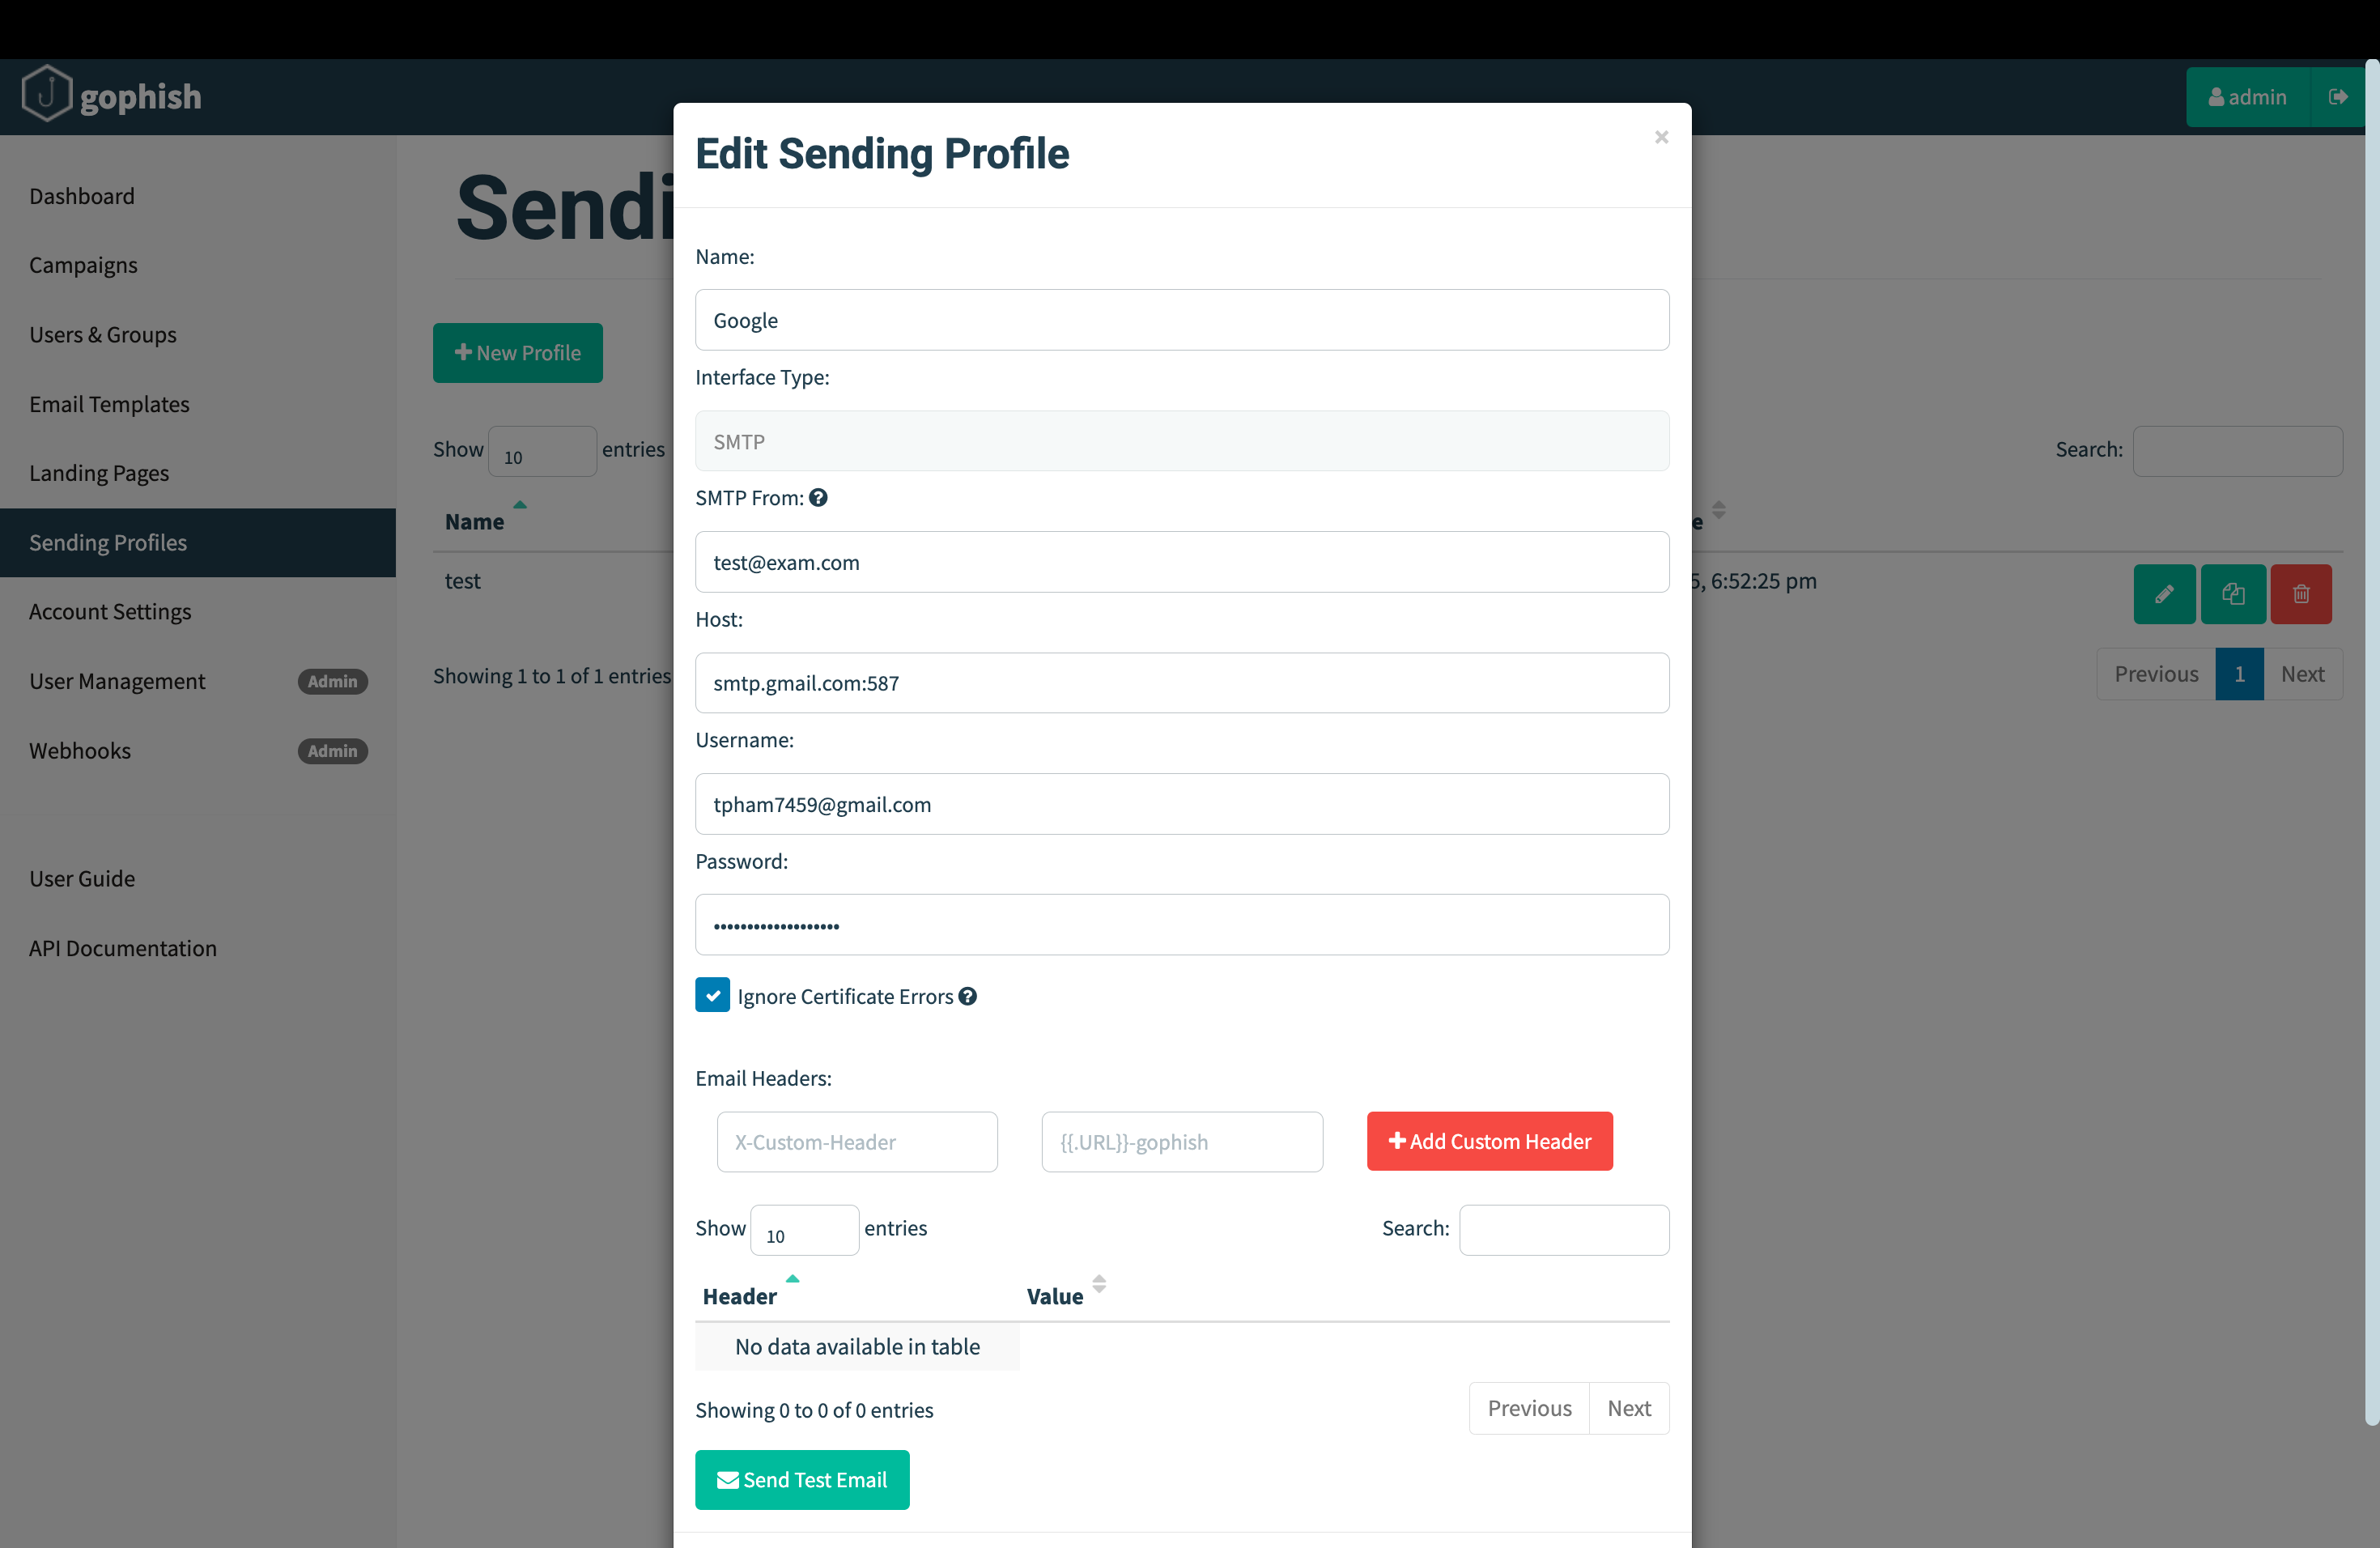 gophish
admin
Dashboard
Campaigns
Users & Groups
Email Templates
Landing Pages
Sending Profiles
Account Settings
User Management Admin
Webhooks Admin
User Guide
API Documentation
Sendi
New Profile
Show 10 entries
Search:
Name
e
test
5, 6:52:25 pm
Showing 1 to 1 of 1 entries
Previous 1 Next
Edit Sending Profile
×
Name:
Google
Interface Type:
SMTP
SMTP From:
test@exam.com
Host:
smtp.gmail.com:587
Username:
tpham7459@gmail.com
Password:
•••••••••••••••••••
Ignore Certificate Errors
Email Headers:
X-Custom-Header {{.URL}}-gophish Add Custom Header
Show 10 entries Search:
Header Value
No data available in table
Showing 0 to 0 of 0 entries
Previous Next
Send Test Email